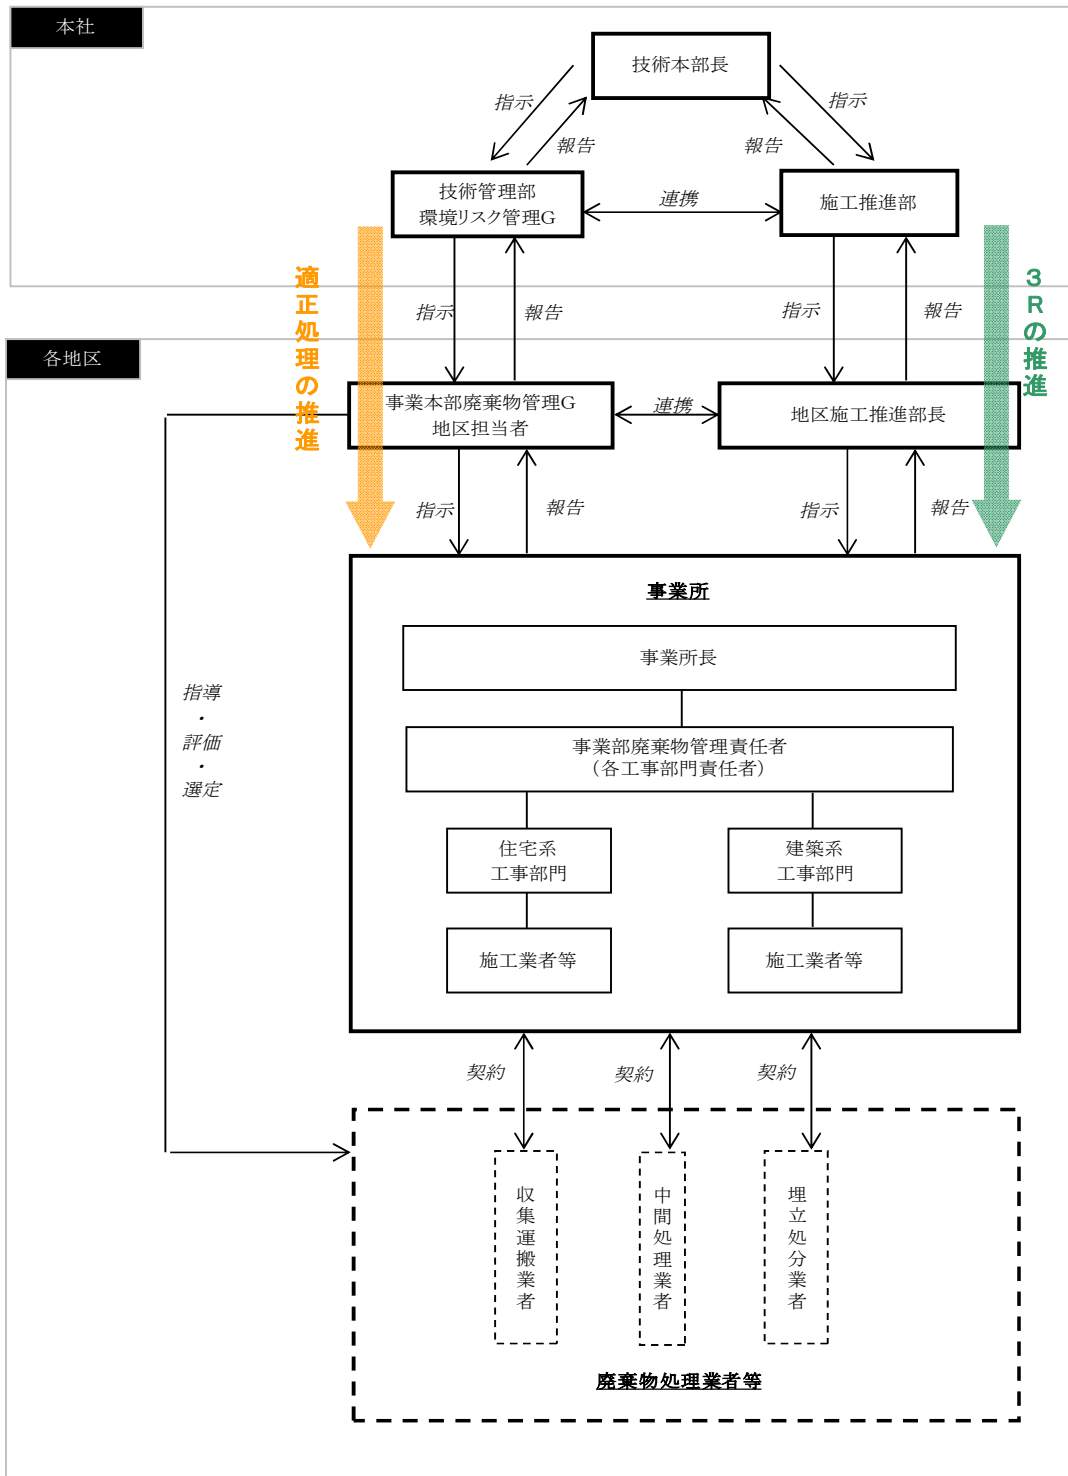 本社
技術本部長
指示
指示
報告
報告
技術管理部
環境リスク管理G
連携
施工推進部
適正処理の推進
3Rの推進
指示
報告
指示
報告
各地区
事業本部廃棄物管理G
地区担当者
連携
地区施工推進部長
指示
報告
指示
報告
事業所
事業所長
事業部廃棄物管理責任者
（各工事部門責任者）
住宅系
工事部門
建築系
工事部門
施工業者等
施工業者等
指導
・
評価
・
選定
契約
契約
契約
収集運搬業者
中間処理業者
埋立処分業者
廃棄物処理業者等